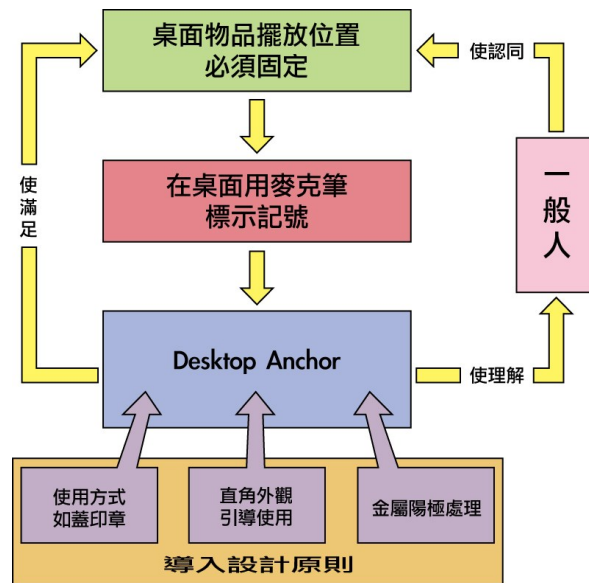 桌面物品擺放位置
必須固定
使認同
使滿足
一般人
在桌面用麥克筆
標示記號
Desktop Anchor
使理解
使用方式
如蓋印章
直角外觀
引導使用
金屬陽極處理
導入設計原則